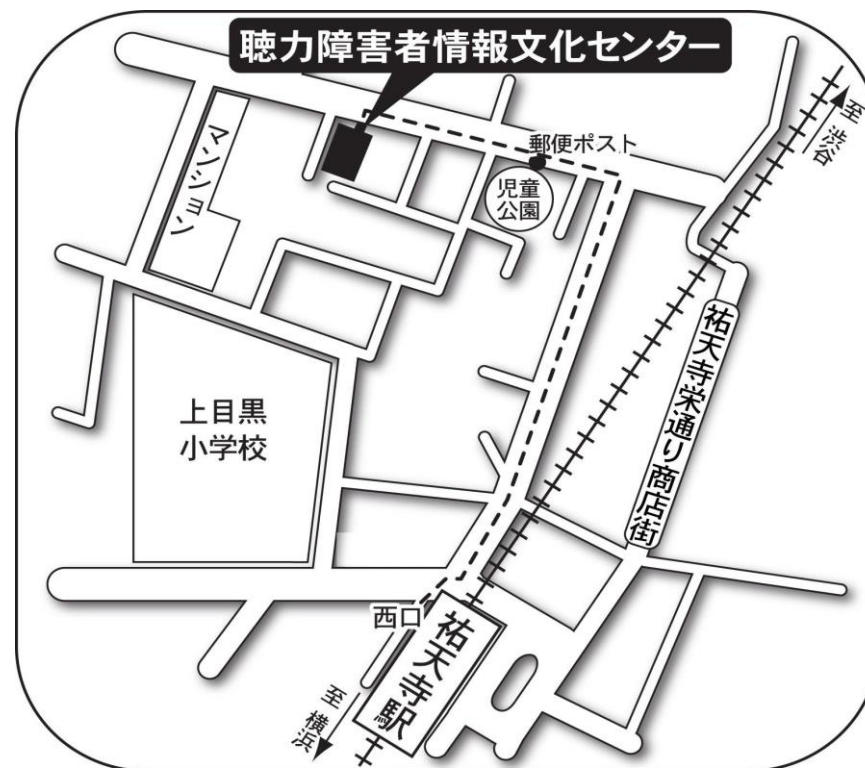 聴力障害者情報文化センター
至 渋谷
郵便ポスト
マンション
児童
公園
祐天寺栄通り商店街
上目黒
小学校
西口
祐天寺駅
至 横浜